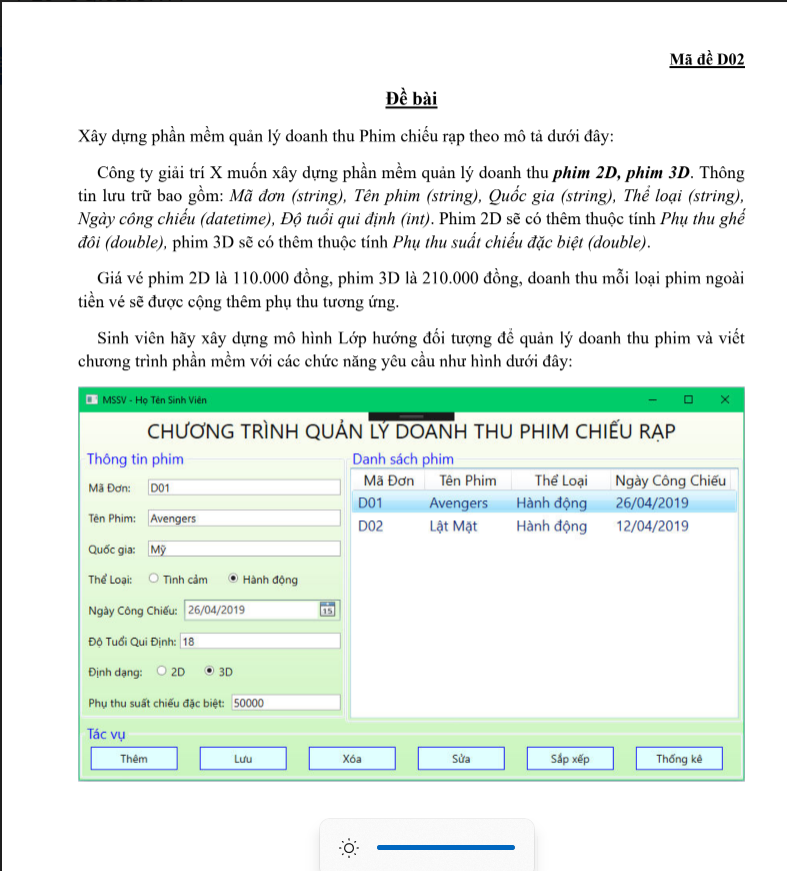 Mã đề D02
Đề bài
Xây dựng phần mềm quản lý doanh thu Phim chiếu rạp theo mô tả dưới đây:
Công ty giải trí X muốn xây dựng phần mềm quản lý doanh thu phim 2D, phim 3D. Thông
tin lưu trữ bao gồm: Mã đơn (string), Tên phim (string), Quốc gia (string), Thể loại (string),
Ngày công chiếu (datetime), Độ tuổi qui định (int). Phim 2D sẽ có thêm thuộc tính Phụ thu ghế
đôi (double), phim 3D sẽ có thêm thuộc tính Phụ thu suất chiếu đặc biệt (double).
Giá vé phim 2D là 110.000 đồng, phim 3D là 210.000 đồng, doanh thu mỗi loại phim ngoài
tiền vé sẽ được cộng thêm phụ thu tương ứng.
Sinh viên hãy xây dựng mô hình Lớp hướng đối tượng để quản lý doanh thu phim và viết
chương trình phần mềm với các chức năng yêu cầu như hình dưới đây:
MSSV - Họ Tên Sinh Viên
CHƯƠNG TRÌNH QUẢN LÝ DOANH THU PHIM CHIẾU RẠP
Thông tin phim
Mã Đơn: D01
Tên Phim: Avengers
Quốc gia: Mỹ
Thể Loại: Tình cảm Hành động
Ngày Công Chiếu: 26/04/2019 15
Độ Tuổi Qui Định: 18
Định dạng: 2D 3D
Phụ thu suất chiếu đặc biệt: 50000
Danh sách phim
Mã Đơn Tên Phim Thể Loại Ngày Công Chiếu
D01 Avengers Hành động 26/04/2019
D02 Lật Mặt Hành động 12/04/2019
Tác vụ
Thêm Lưu Xóa Sửa Sắp xếp Thống kê